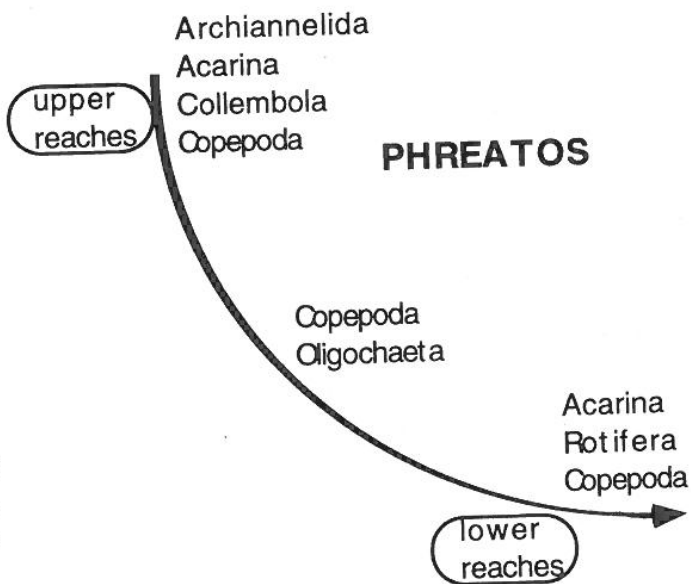 Archiannelida
Acarina
Collembola
Copepoda
upper
reaches
PHREATOS
Copepoda
Oligochaeta
Acarina
Rotifera
Copepoda
lower
reaches